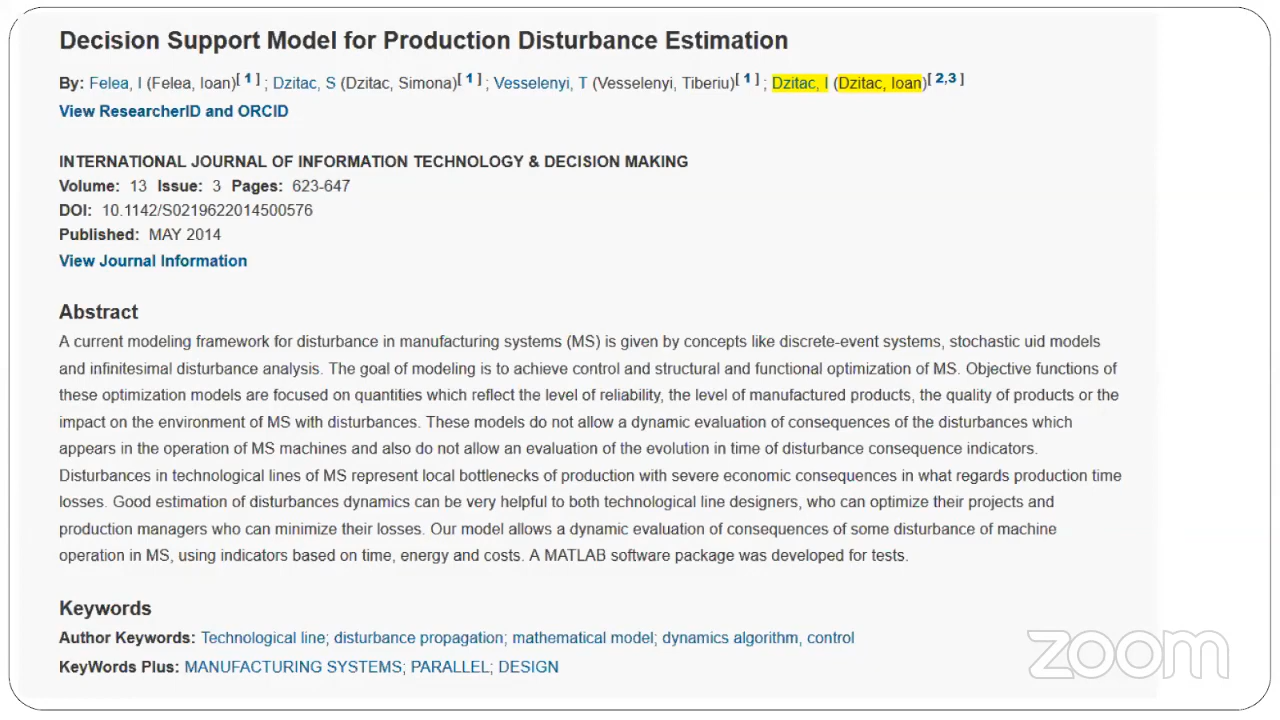 Decision Support Model for Production Disturbance Estimation
By: Felea, I (Felea, Ioan)[ 1 ] ; Dzitac, S (Dzitac, Simona)[ 1 ] ; Vesselenyi, T (Vesselenyi, Tiberiu)[ 1 ] ; Dzitac, I (Dzitac, Ioan)[ 2,3 ]
View ResearcherID and ORCID
INTERNATIONAL JOURNAL OF INFORMATION TECHNOLOGY & DECISION MAKING
Volume: 13 Issue: 3 Pages: 623-647
DOI: 10.1142/S0219622014500576
Published: MAY 2014
View Journal Information
Abstract
A current modeling framework for disturbance in manufacturing systems (MS) is given by concepts like discrete-event systems, stochastic uid models
and infinitesimal disturbance analysis. The goal of modeling is to achieve control and structural and functional optimization of MS. Objective functions of
these optimization models are focused on quantities which reflect the level of reliability, the level of manufactured products, the quality of products or the
impact on the environment of MS with disturbances. These models do not allow a dynamic evaluation of consequences of the disturbances which
appears in the operation of MS machines and also do not allow an evaluation of the evolution in time of disturbance consequence indicators.
Disturbances in technological lines of MS represent local bottlenecks of production with severe economic consequences in what regards production time
losses. Good estimation of disturbances dynamics can be very helpful to both technological line designers, who can optimize their projects and
production managers who can minimize their losses. Our model allows a dynamic evaluation of consequences of some disturbance of machine
operation in MS, using indicators based on time, energy and costs. A MATLAB software package was developed for tests.
Keywords
Author Keywords: Technological line; disturbance propagation; mathematical model; dynamics algorithm, control
KeyWords Plus: MANUFACTURING SYSTEMS; PARALLEL; DESIGN
zoom